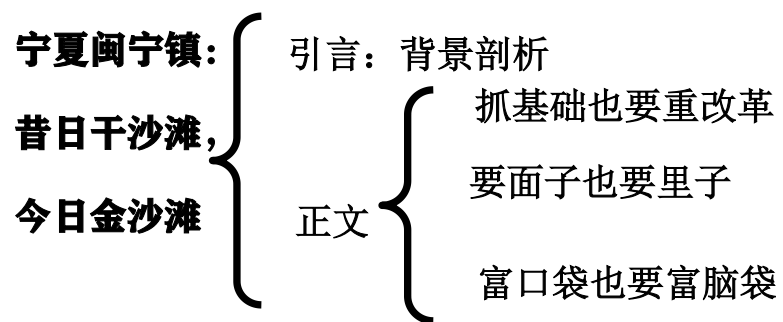 宁夏闽宁镇：
昔日干沙滩，
今日金沙滩
引言：背景剖析
正文
抓基础也要重改革
要面子也要里子
富口袋也要富脑袋